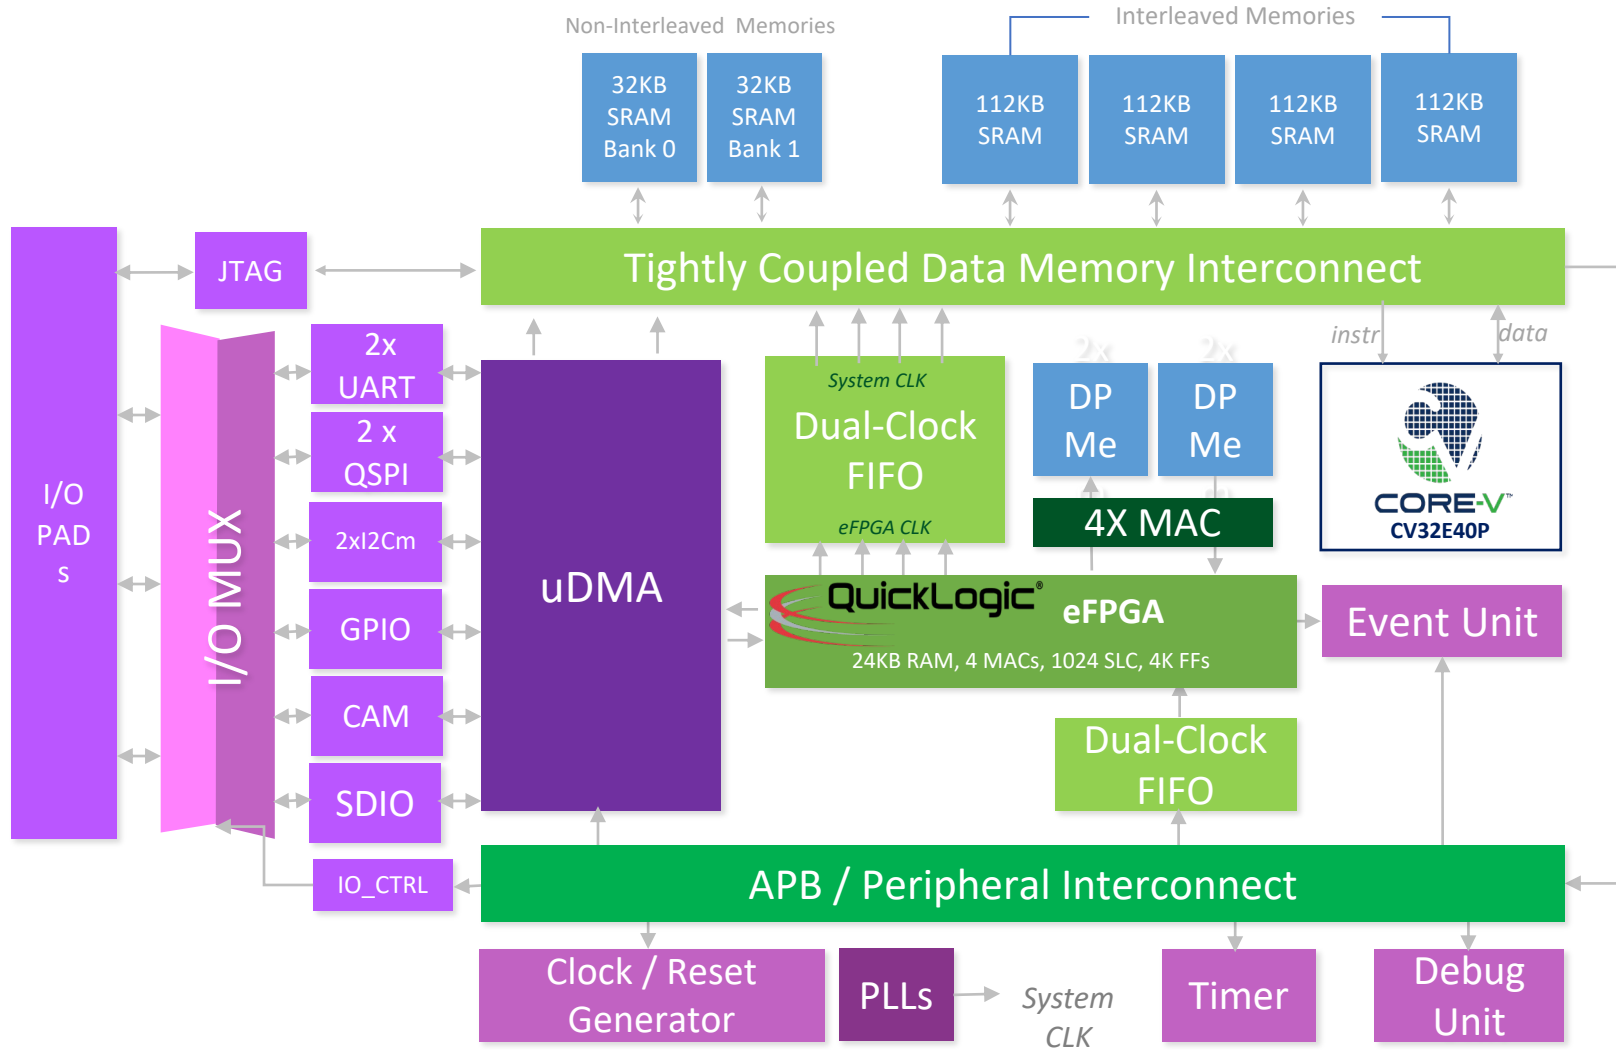 Non-Interleaved Memories
Interleaved Memories
32KB
SRAM
Bank 0
32KB
SRAM
Bank 1
112KB
SRAM
112KB
SRAM
112KB
SRAM
112KB
SRAM
I/O
PAD
s
JTAG
Tightly Coupled Data Memory Interconnect
I/O MUX
2x
UART
2 x
QSPI
2xI2Cm
GPIO
CAM
SDIO
IO_CTRL
uDMA
System CLK
Dual-Clock
FIFO
eFPGA CLK
2x
DP
Me
2x
DP
Me
4X MAC
instr
data
CORE-V™
CV32E40P
QuickLogic®
eFPGA
24KB RAM, 4 MACs, 1024 SLC, 4K FFs
Event Unit
Dual-Clock
FIFO
APB / Peripheral Interconnect
Clock / Reset
Generator
PLLs
System
CLK
Timer
Debug
Unit